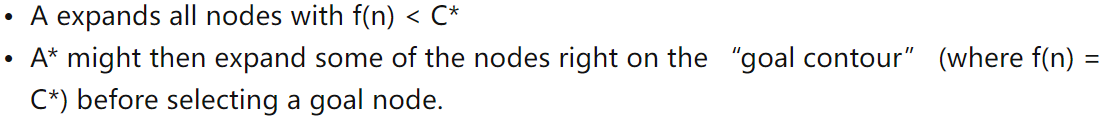 • A expands all nodes with f(n) < C*
• A* might then expand some of the nodes right on the “goal contour” (where f(n) =
C*) before selecting a goal node.